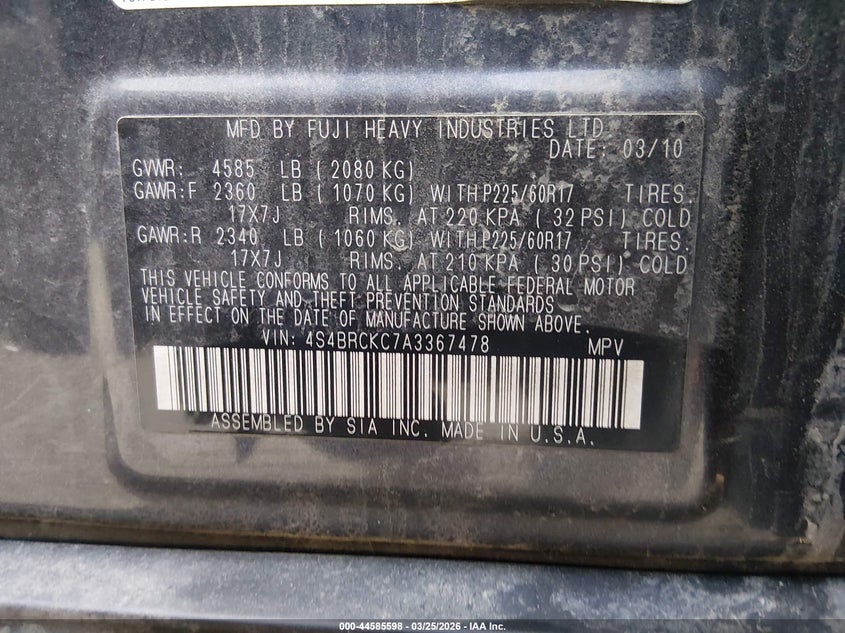 MFD BY FUJI HEAVY INDUSTRIES LTD
DATE: 03/10
GVWR: 4585 LB ( 2080 KG)
GAWR:F 2360 LB ( 1070 KG) WITHP225/60R17 TIRES.
17X7J RIMS. AT 220 KPA ( 32 PSI) COLD
GAWR:R 2340 LB ( 1060 KG) WITHP225/60R17 TIRES.
17X7J RIMS. AT 210 KPA ( 30 PSI) COLD
THIS VEHICLE CONFORMS TO ALL APPLICABLE FEDERAL MOTOR
VEHICLE SAFETY AND THEFT PREVENTION STANDARDS
IN EFFECT ON THE DATE OF MANUFACTURE SHOWN ABOVE.
VIN: 4S4BRCKC7A3367478 MPV
ASSEMBLED BY SIA INC. MADE IN U.S.A.
000-44585598 - 03/25/2026 - IAA Inc.